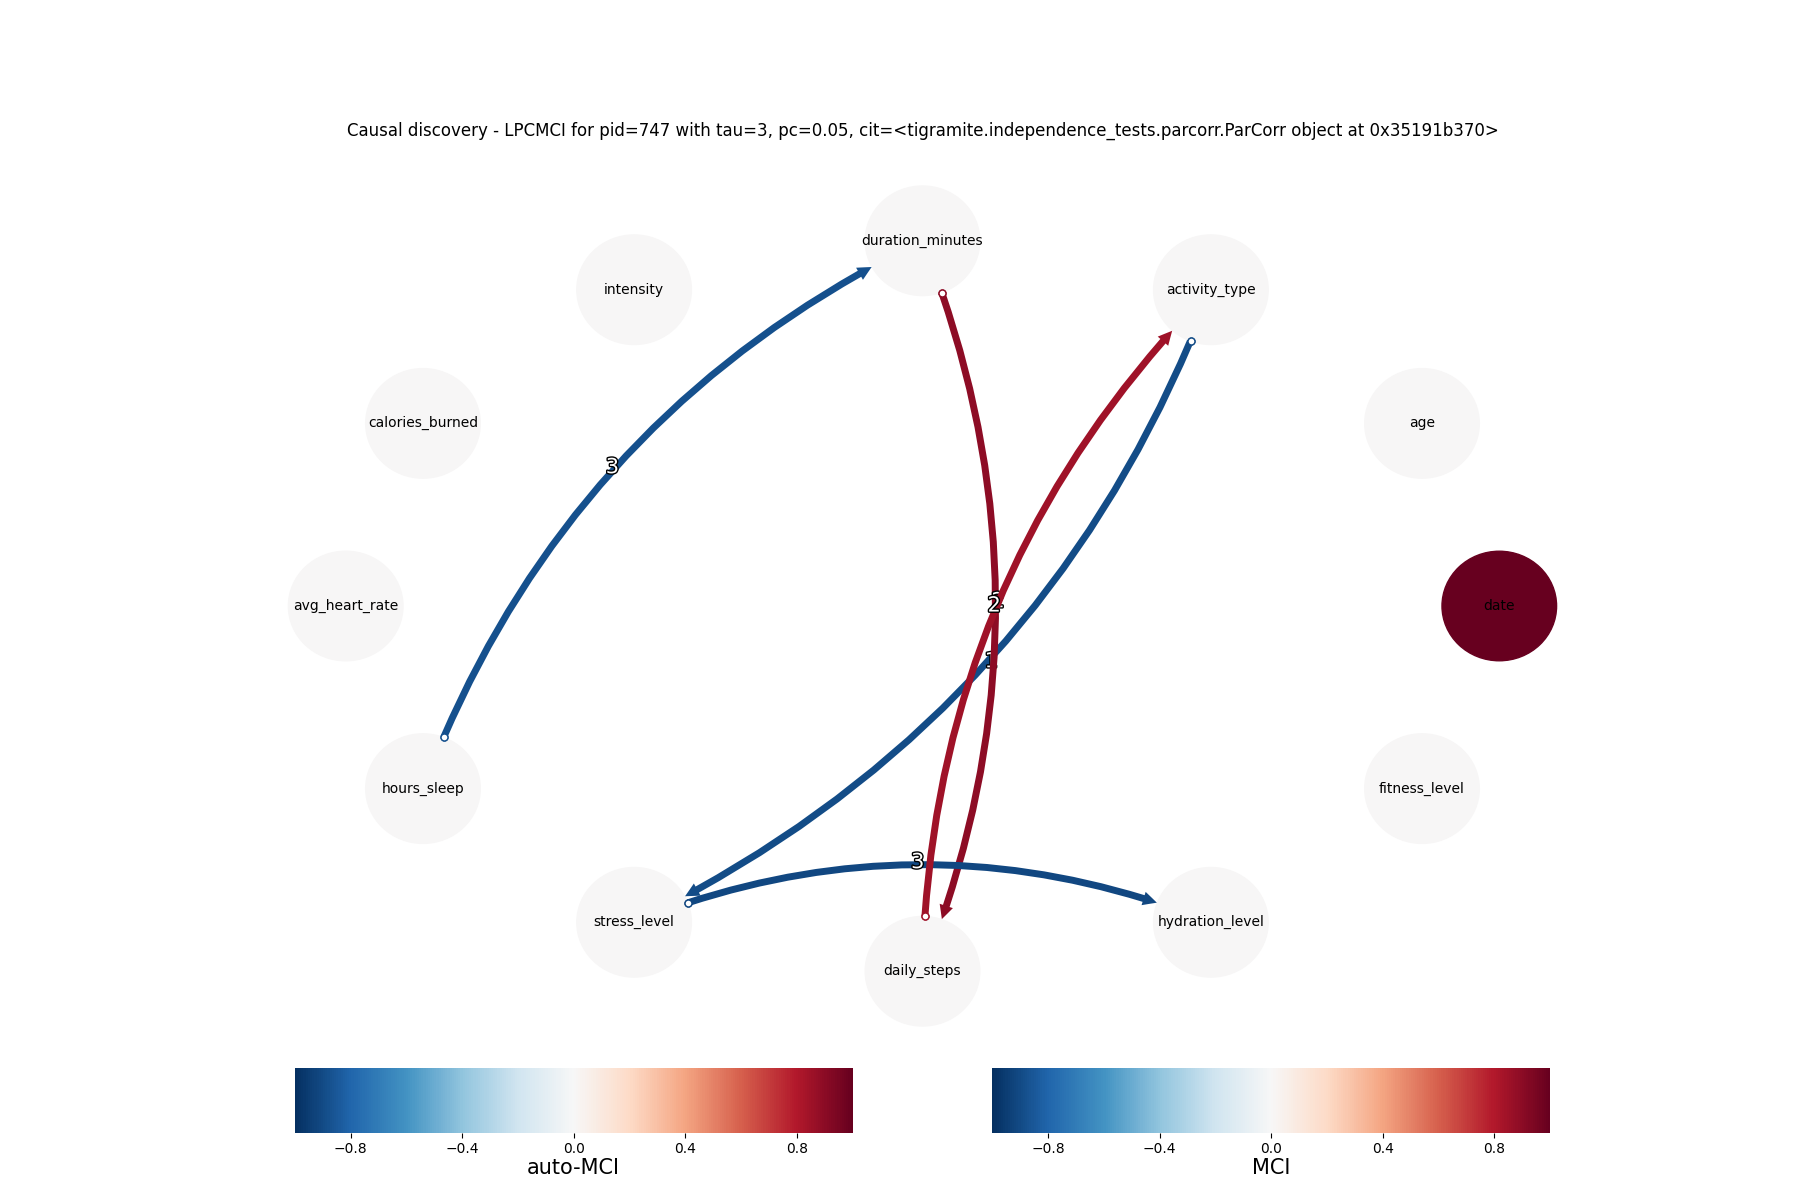 Causal discovery - LPCMCI for pid=747 with tau=3, pc=0.05, cit=<tigramite.independence_tests.parcorr.ParCorr object at 0x35191b370>
duration_minutes
intensity
activity_type
calories_burned
age
3
avg_heart_rate
2
date
1
hours_sleep
fitness_level
3
stress_level
hydration_level
daily_steps
−0.8 −0.4 0.0 0.4 0.8
auto-MCI
−0.8 −0.4 0.0 0.4 0.8
MCI